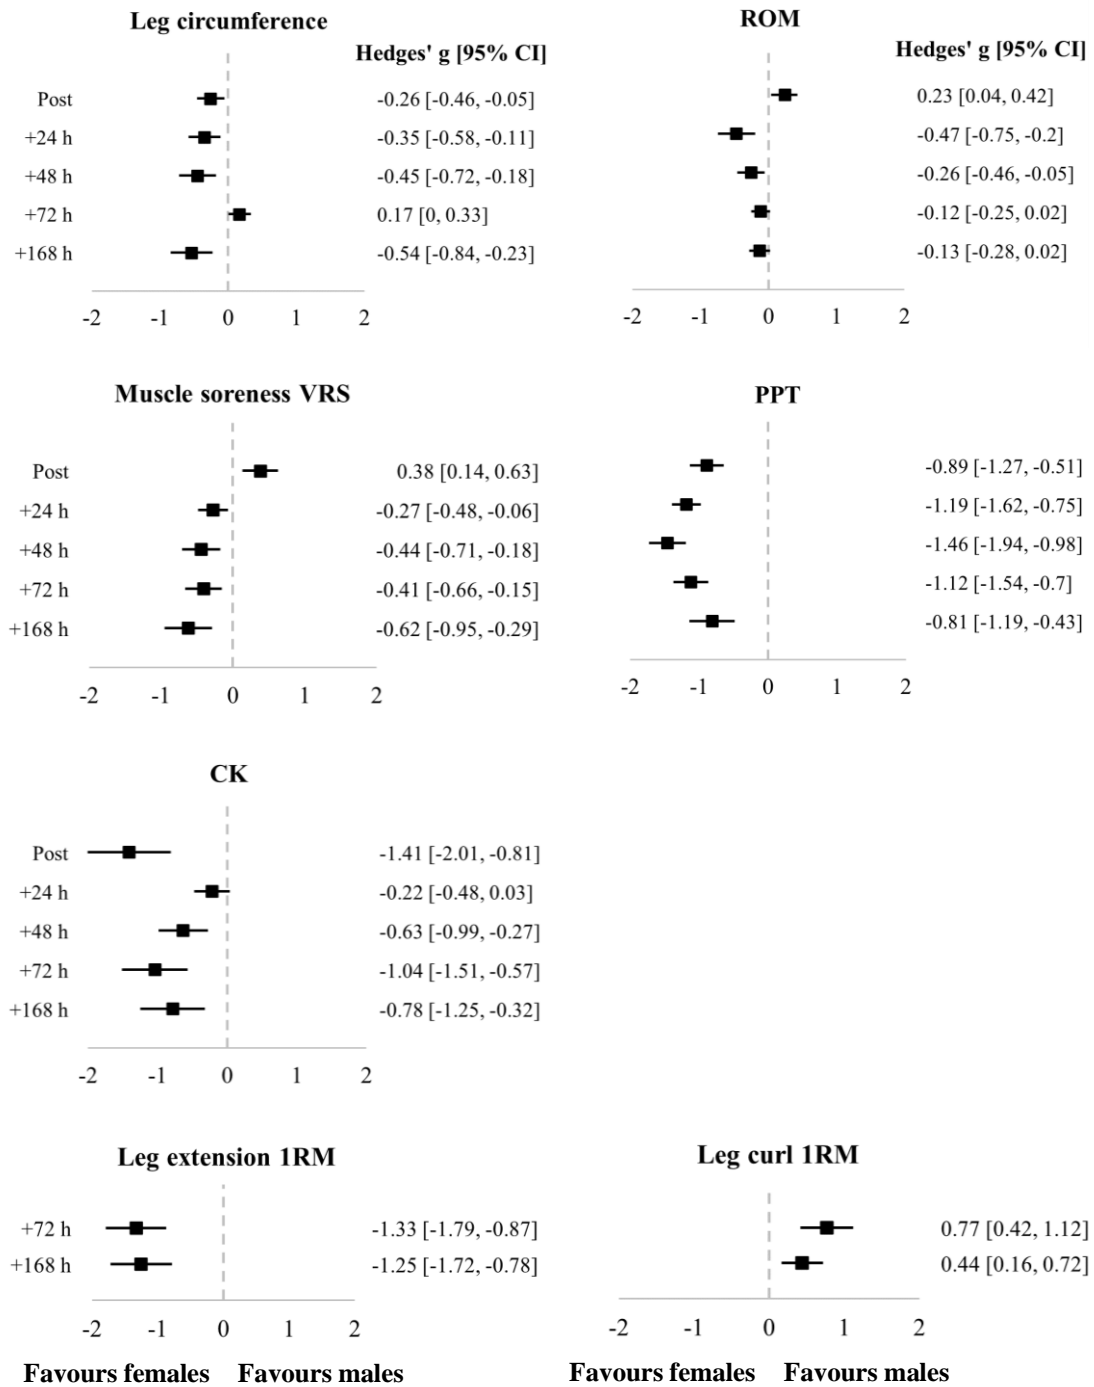 Leg circumference
Hedges' g [95% CI]
Post -0.26 [-0.46, -0.05]
+24 h -0.35 [-0.58, -0.11]
+48 h -0.45 [-0.72, -0.18]
+72 h 0.17 [0, 0.33]
+168 h -0.54 [-0.84, -0.23]
-2 -1 0 1 2
ROM
Hedges' g [95% CI]
0.23 [0.04, 0.42]
-0.47 [-0.75, -0.2]
-0.26 [-0.46, -0.05]
-0.12 [-0.25, 0.02]
-0.13 [-0.28, 0.02]
-2 -1 0 1 2
Muscle soreness VRS
Post 0.38 [0.14, 0.63]
+24 h -0.27 [-0.48, -0.06]
+48 h -0.44 [-0.71, -0.18]
+72 h -0.41 [-0.66, -0.15]
+168 h -0.62 [-0.95, -0.29]
-2 -1 0 1 2
PPT
-0.89 [-1.27, -0.51]
-1.19 [-1.62, -0.75]
-1.46 [-1.94, -0.98]
-1.12 [-1.54, -0.7]
-0.81 [-1.19, -0.43]
-2 -1 0 1 2
CK
Post -1.41 [-2.01, -0.81]
+24 h -0.22 [-0.48, 0.03]
+48 h -0.63 [-0.99, -0.27]
+72 h -1.04 [-1.51, -0.57]
+168 h -0.78 [-1.25, -0.32]
-2 -1 0 1 2
Leg extension 1RM
+72 h -1.33 [-1.79, -0.87]
+168 h -1.25 [-1.72, -0.78]
-2 -1 0 1 2
Favours females Favours males
Leg curl 1RM
0.77 [0.42, 1.12]
0.44 [0.16, 0.72]
-2 -1 0 1 2
Favours females Favours males